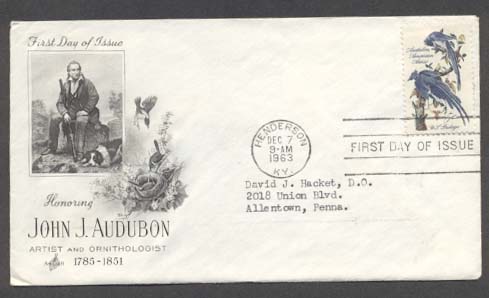 First Day of Issue
Honoring
JOHN J. AUDUBON
ARTIST AND ORNITHOLOGIST
1785-1851
HENDERSON
DEC 7
9-AM
1963
KY.
FIRST DAY OF ISSUE
David J. Hacket, D.O.
2018 Union Blvd.
Allentown, Penna.